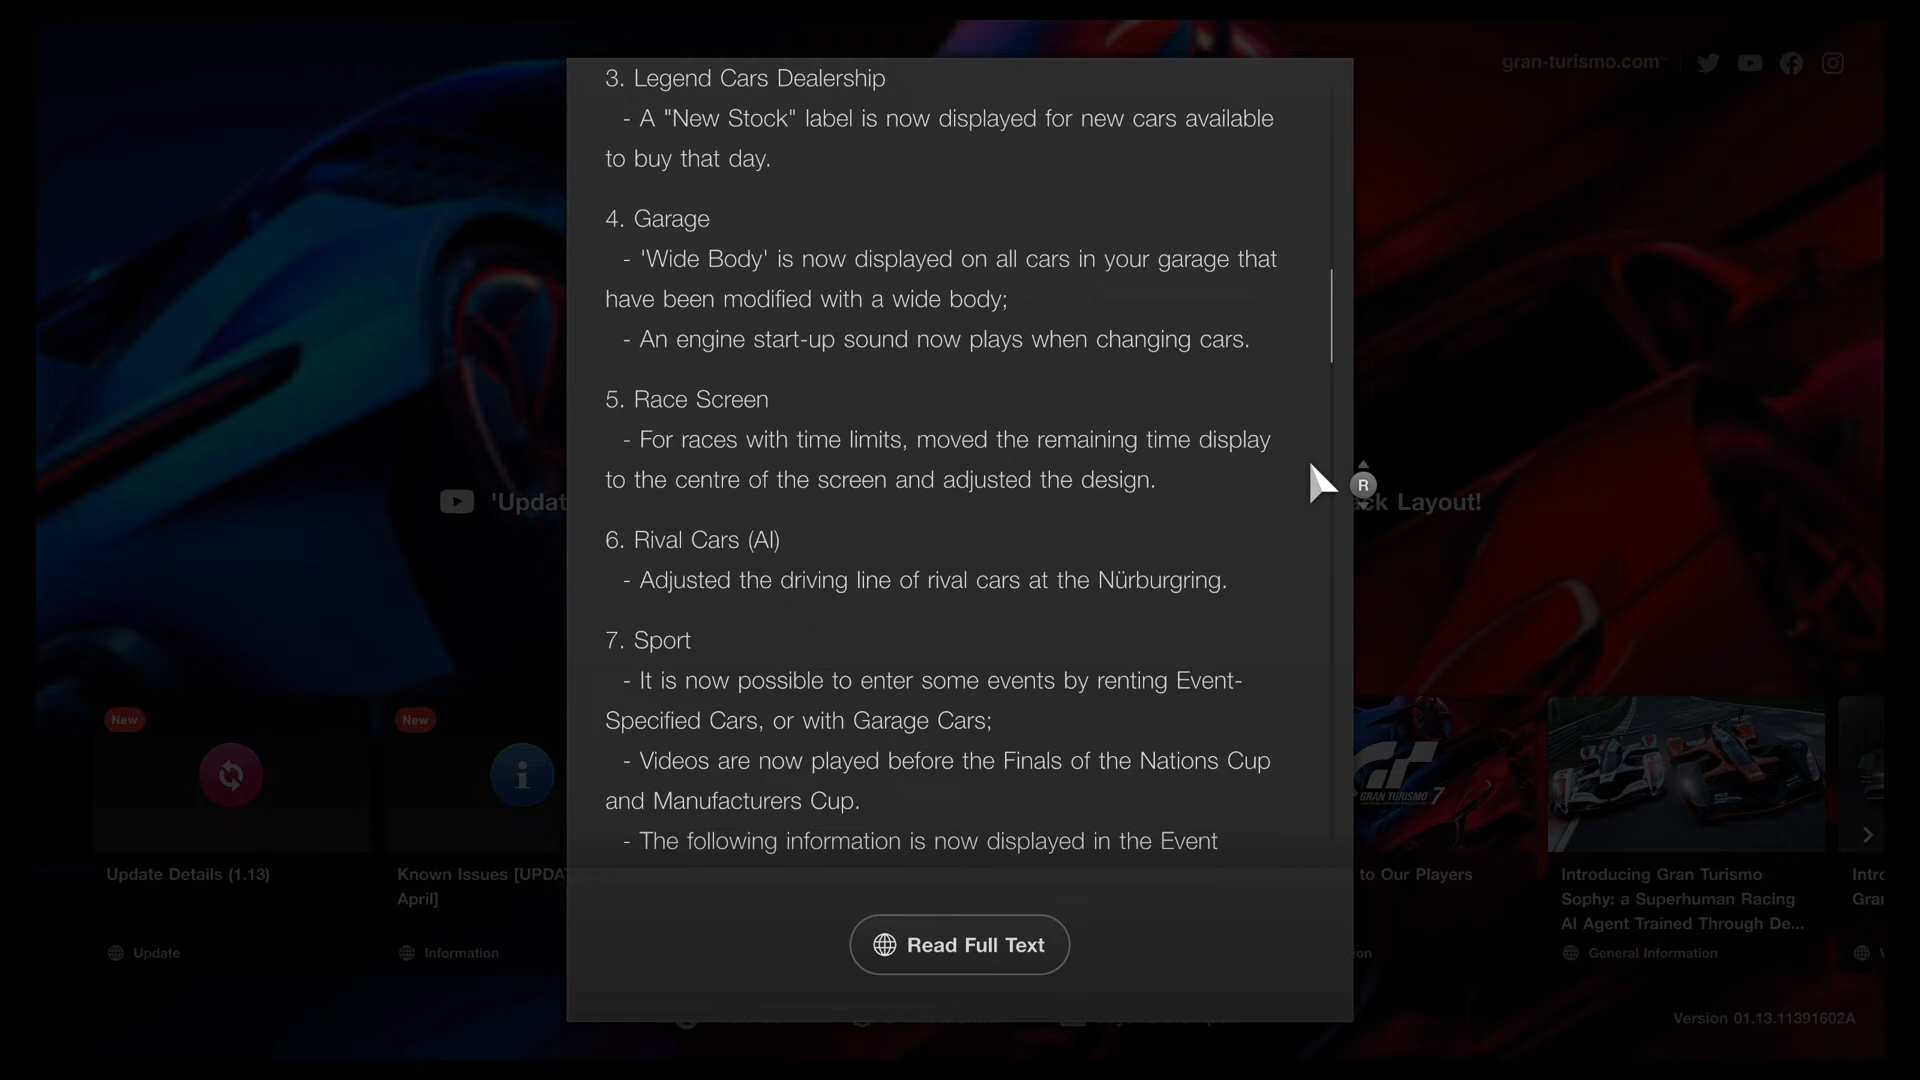 gran-turismo.com
3. Legend Cars Dealership
- A "New Stock" label is now displayed for new cars available
to buy that day.
4. Garage
- 'Wide Body' is now displayed on all cars in your garage that
have been modified with a wide body;
- An engine start-up sound now plays when changing cars.
5. Race Screen
- For races with time limits, moved the remaining time display
to the centre of the screen and adjusted the design.
R
'Updat
ck Layout!
6. Rival Cars (AI)
- Adjusted the driving line of rival cars at the Nürburgring.
7. Sport
- It is now possible to enter some events by renting Event-
Specified Cars, or with Garage Cars;
- Videos are now played before the Finals of the Nations Cup
and Manufacturers Cup.
- The following information is now displayed in the Event
New
New
GT
GRAN TURISMO 7
Update Details (1.13)
Known Issues [UPDA
April]
to Our Players
Introducing Gran Turismo
Sophy: a Superhuman Racing
AI Agent Trained Through De...
Intro
Gra
Update
Information
on
General Information
Read Full Text
Version 01.13.11391602A